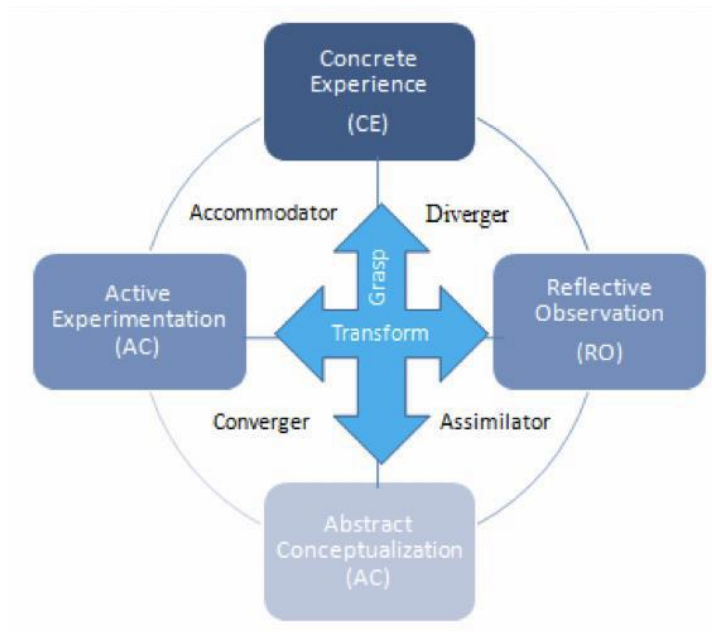 Concrete
Experience
(CE)
Accommodator
Diverger
Grasp
Active
Experimentation
(AC)
Transform
Reflective
Observation
(RO)
Converger
Assimilator
Abstract
Conceptualization
(AC)